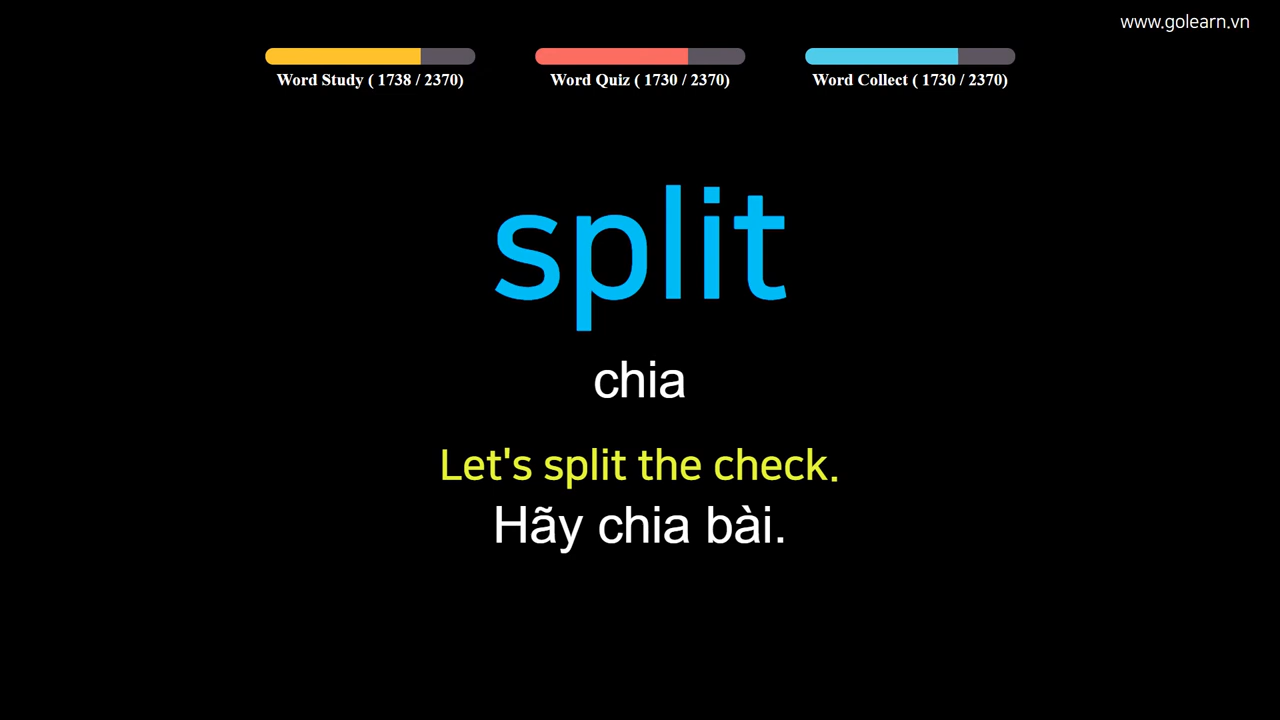 www.golearn.vn
Word Study ( 1738 / 2370)
Word Quiz ( 1730 / 2370)
Word Collect ( 1730 / 2370)
split
chia
Let's split the check.
Hãy chia bài.